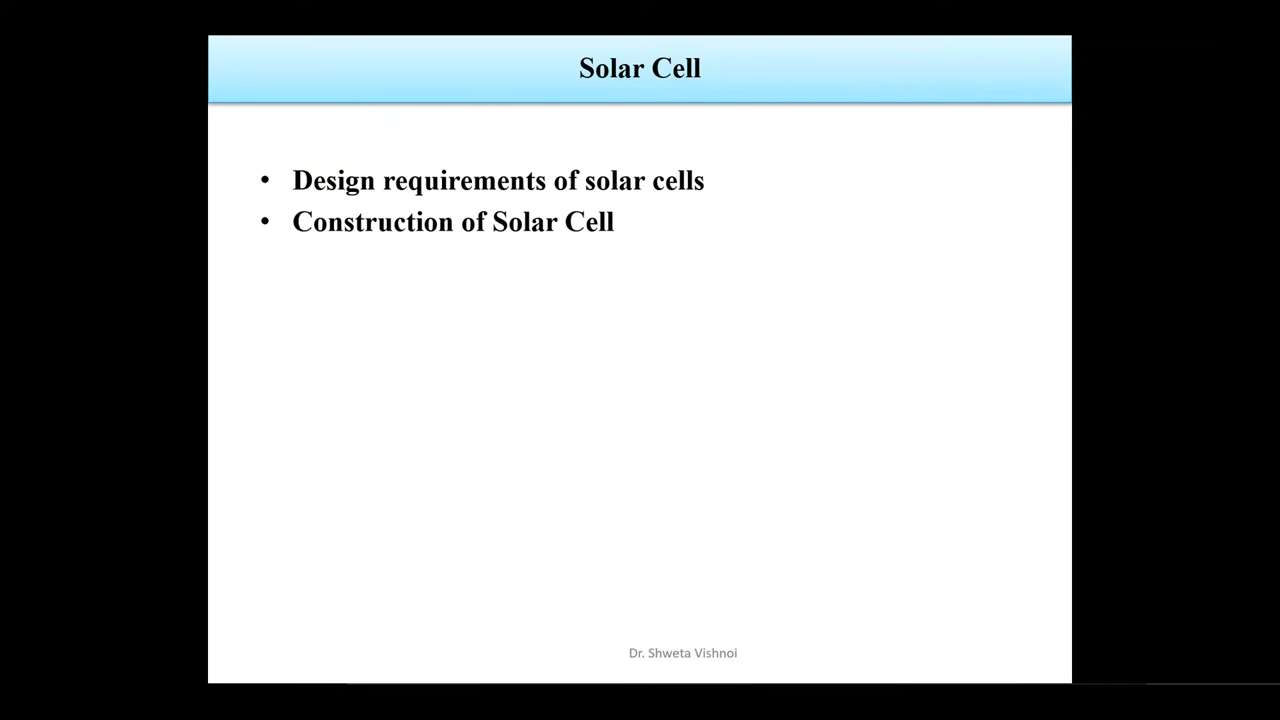 Solar Cell
• Design requirements of solar cells
• Construction of Solar Cell
Dr. Shweta Vishnoi